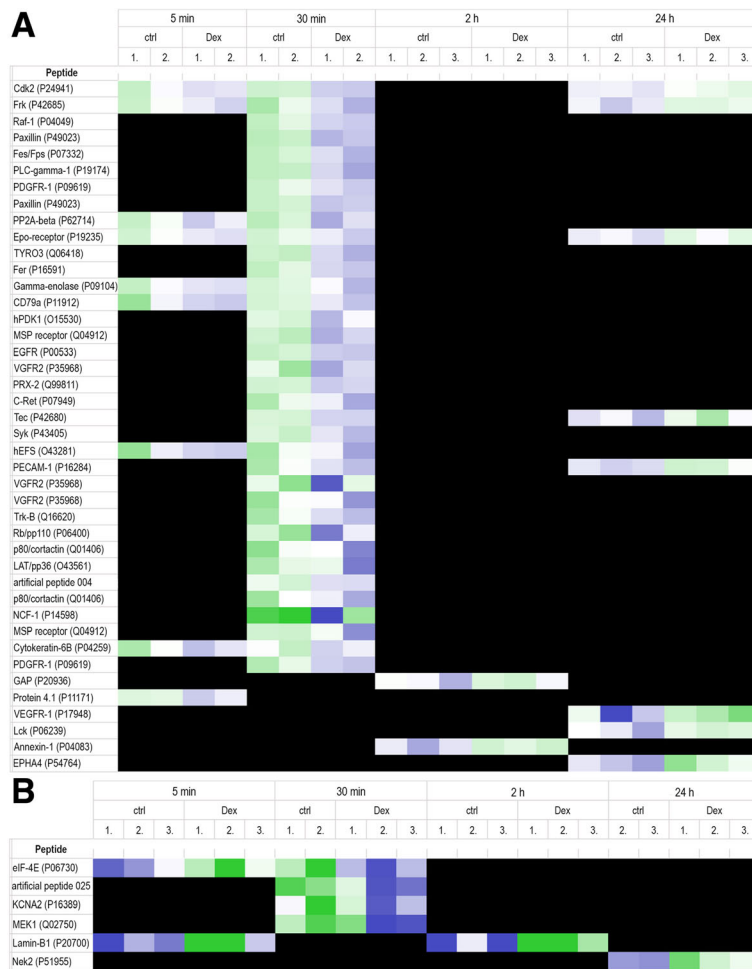 A
5 min 30 min 2 h 24 h
ctrl Dex ctrl Dex ctrl Dex ctrl Dex
1. 2. 1. 2. 1. 2. 1. 2. 1. 2. 3. 1. 2. 3. 1. 2. 3. 1. 2. 3.
Peptide
Cdk2 (P24941)
Frk (P42685)
Raf-1 (P04049)
Paxillin (P49023)
Fes/Fps (P07332)
PLC-gamma-1 (P19174)
PDGFR-1 (P09619)
Paxillin (P49023)
PP2A-beta (P62714)
Epo-receptor (P19235)
TYRO3 (Q06418)
Fer (P16591)
Gamma-enolase (P09104)
CD79a (P11912)
hPDK1 (O15530)
MSP receptor (Q04912)
EGFR (P00533)
VGFR2 (P35968)
PRX-2 (Q99811)
C-Ret (P07949)
Tec (P42680)
Syk (P43405)
hEFS (O43281)
PECAM-1 (P16284)
VGFR2 (P35968)
VGFR2 (P35968)
Trk-B (Q16620)
Rb/pp110 (P06400)
p80/cortactin (Q01406)
LAT/pp36 (O43561)
artificial peptide 004
p80/cortactin (Q01406)
NCF-1 (P14598)
MSP receptor (Q04912)
Cytokeratin-6B (P04259)
PDGFR-1 (P09619)
GAP (P20936)
Protein 4.1 (P11171)
VEGFR-1 (P17948)
Lck (P06239)
Annexin-1 (P04083)
EPHA4 (P54764)
B
5 min 30 min 2 h 24 h
ctrl Dex ctrl Dex ctrl Dex ctrl Dex
1. 2. 3. 1. 2. 3. 1. 2. 1. 2. 3. 1. 2. 3. 1. 2. 3. 2. 3. 1. 2. 3.
Peptide
eIF-4E (P06730)
artificial peptide 025
KCNA2 (P16389)
MEK1 (Q02750)
Lamin-B1 (P20700)
Nek2 (P51955)